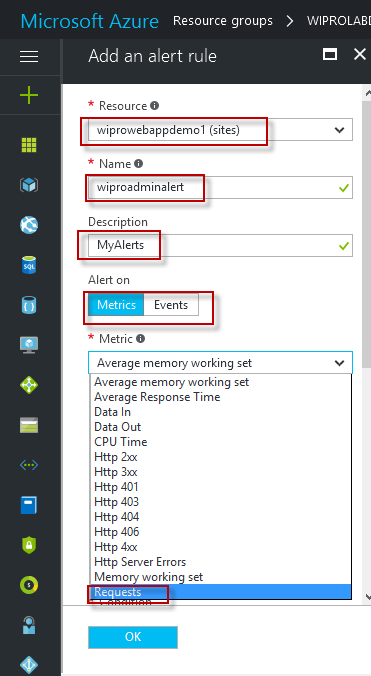 Microsoft Azure Resource groups > WIPROLABD
Add an alert rule
* Resource
wiprowebappdemo1 (sites)
* Name
wiproadminalert
Description
MyAlerts
Alert on
Metrics Events
* Metric
Average memory working set
Average memory working set
Average Response Time
Data In
Data Out
CPU Time
Http 2xx
Http 3xx
Http 401
Http 403
Http 404
Http 406
Http 4xx
Http Server Errors
Memory working set
Requests
Condition
SQL
OK